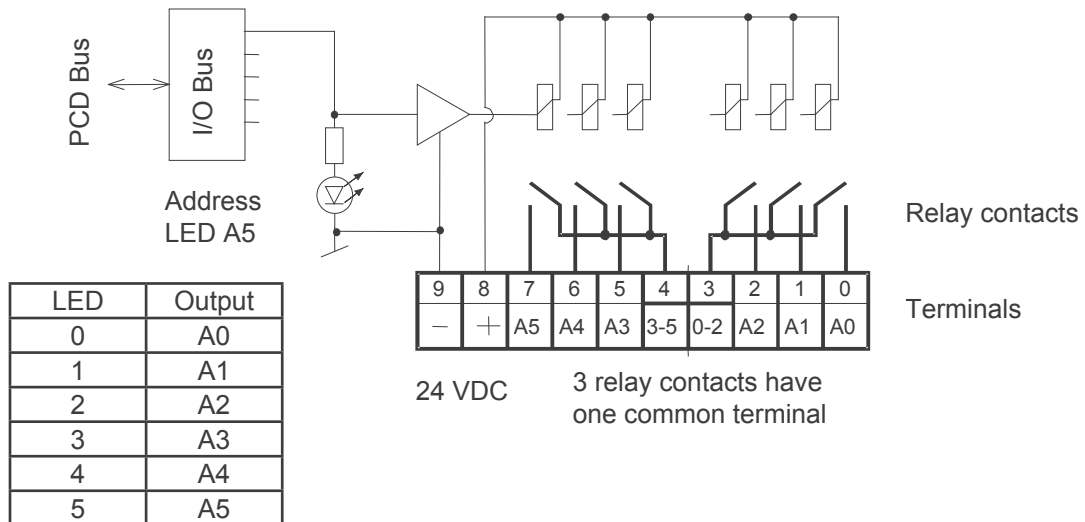 PCD Bus
I/O Bus
Address
LED A5
Relay contacts
9 8 7 6 5 4 3 2 1 0
− + A5 A4 A3 3-5 0-2 A2 A1 A0
Terminals
24 VDC
3 relay contacts have
one common terminal
LED Output
0 A0
1 A1
2 A2
3 A3
4 A4
5 A5